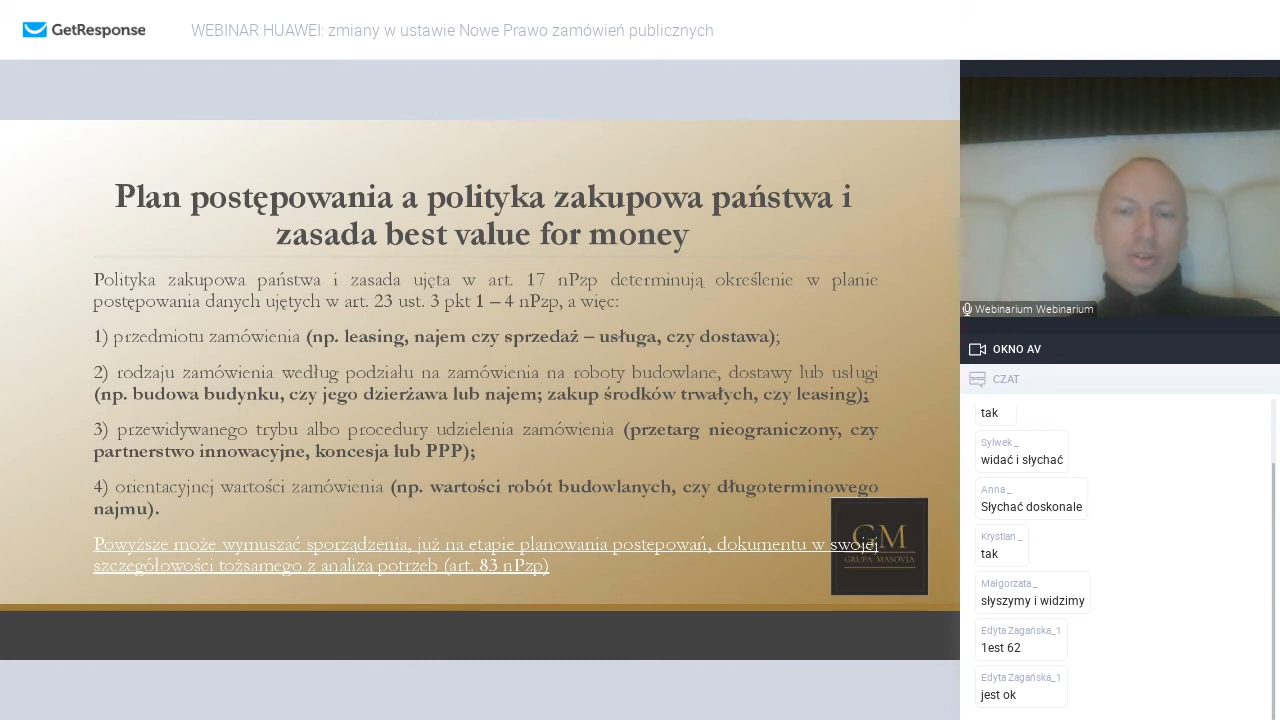 GetResponse
WEBINAR HUAWEI: zmiany w ustawie Nowe Prawo zamówień publicznych
Plan postępowania a polityka zakupowa państwa i
zasada best value for money
Polityka zakupowa państwa i zasada ujęta w art. 17 nPzp determinują określenie w planie
postępowania danych ujętych w art. 23 ust. 3 pkt 1 – 4 nPzp, a więc:
1) przedmiotu zamówienia (np. leasing, najem czy sprzedaż – usługa, czy dostawa);
2) rodzaju zamówienia według podziału na zamówienia na roboty budowlane, dostawy lub usługi
(np. budowa budynku, czy jego dzierżawa lub najem; zakup środków trwałych, czy leasing);
3) przewidywanego trybu albo procedury udzielenia zamówienia (przetarg nieograniczony, czy
partnerstwo innowacyjne, koncesja lub PPP);
4) orientacyjnej wartości zamówienia (np. wartości robót budowlanych, czy długoterminowego
najmu).
Powyższe może wymuszać sporządzenia, już na etapie planowania postepowań, dokumentu w swojej
szczegółowości tożsamego z analizą potrzeb (art. 83 nPzp)
GM
GRUPA MASOVIA
Webinarium Webinarium
OKNO AV
CZAT
tak
Sylwek _
widać i słychać
Anna _
Słychać doskonale
Krystian _
tak
Małgorzata _
słyszymy i widzimy
Edyta Zagańska_1
1est 62
Edyta Zagańska_1
jest ok